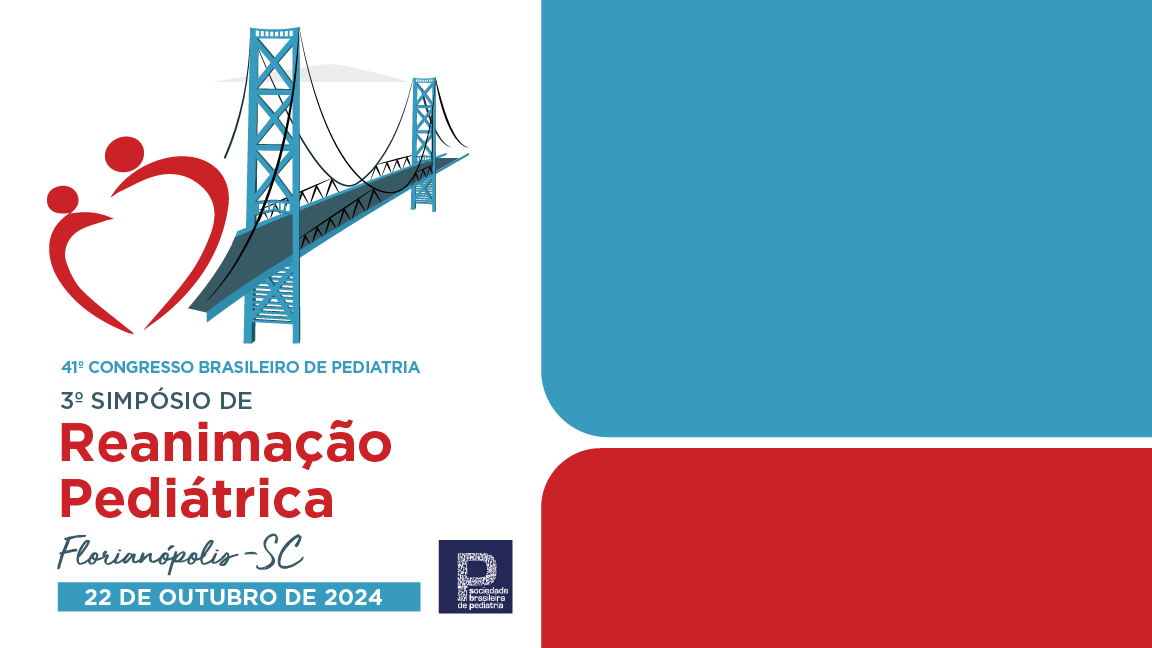 41º CONGRESSO BRASILEIRO DE PEDIATRIA
3º SIMPÓSIO DE
Reanimação
Pediátrica
Florianópolis - SC
22 DE OUTUBRO DE 2024
P
sociedade
brasileira
de pediatria